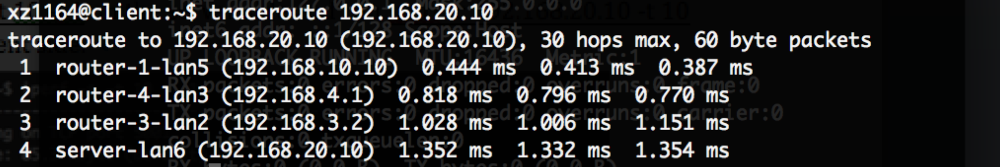 xz1164@client:~$ traceroute 192.168.20.10
traceroute to 192.168.20.10 (192.168.20.10), 30 hops max, 60 byte packets
 1  router-1-lan5 (192.168.10.10)  0.444 ms  0.413 ms  0.387 ms
 2  router-4-lan3 (192.168.4.1)  0.818 ms  0.796 ms  0.770 ms
 3  router-3-lan2 (192.168.3.2)  1.028 ms  1.006 ms  1.151 ms
 4  server-lan6 (192.168.20.10)  1.352 ms  1.332 ms  1.354 ms